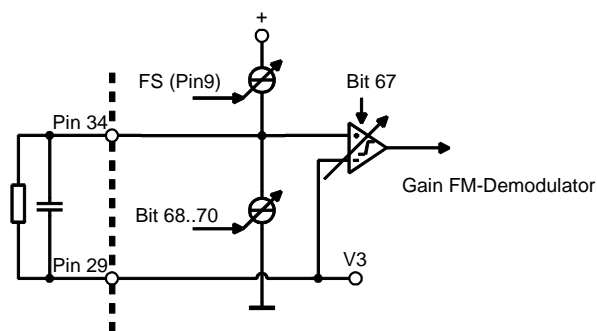 +
FS (Pin9)
Bit 67
Pin 34
Gain FM-Demodulator
Bit 68..70
Pin 29
V3